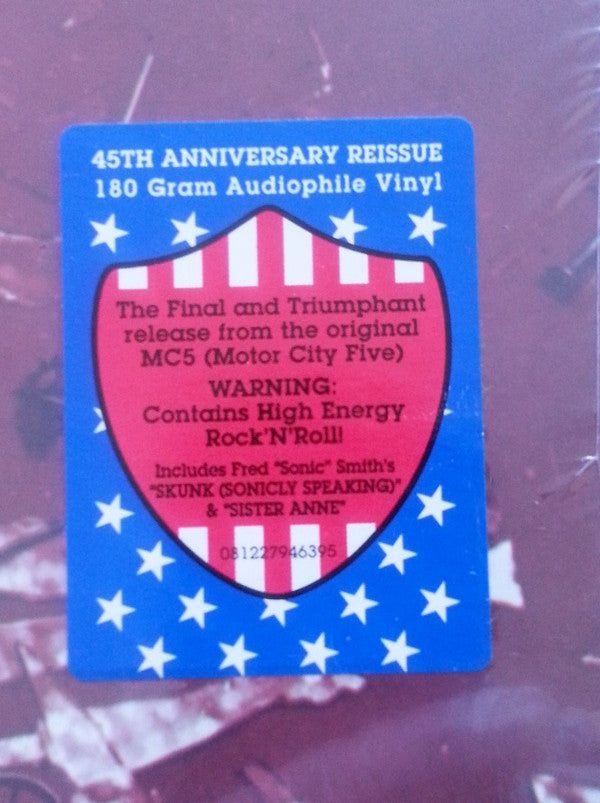 45TH ANNIVERSARY REISSUE
180 Gram Audiophile Vinyl
The Final and Triumphant
release from the original
MC5 (Motor City Five)
WARNING:
Contains High Energy
Rock'N'Roll!
Includes Fred "Sonic" Smith's
"SKUNK (SONICLY SPEAKING)"
& "SISTER ANNE"
081227946395